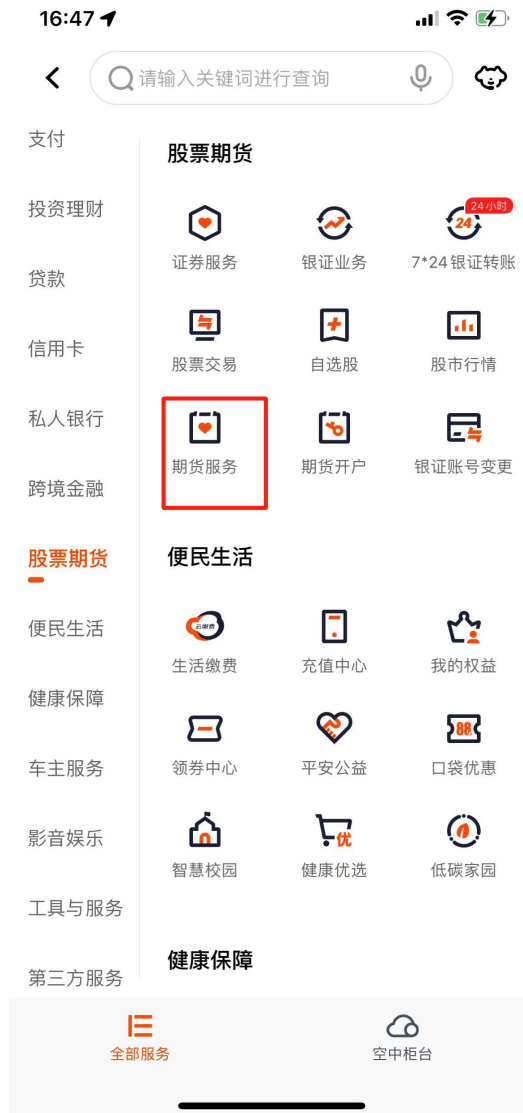 16:47
请输入关键词进行查询
支付
投资理财
贷款
信用卡
私人银行
跨境金融
股票期货
便民生活
健康保障
车主服务
影音娱乐
工具与服务
第三方服务
股票期货
24小时
24
证券服务
银证业务
7*24银证转账
股票交易
自选股
股市行情
期货服务
期货开户
银证账号变更
便民生活
云缴费
生活缴费
充值中心
我的权益
88
领券中心
平安公益
口袋优惠
优
智慧校园
健康优选
低碳家园
健康保障
全部服务
空中柜台